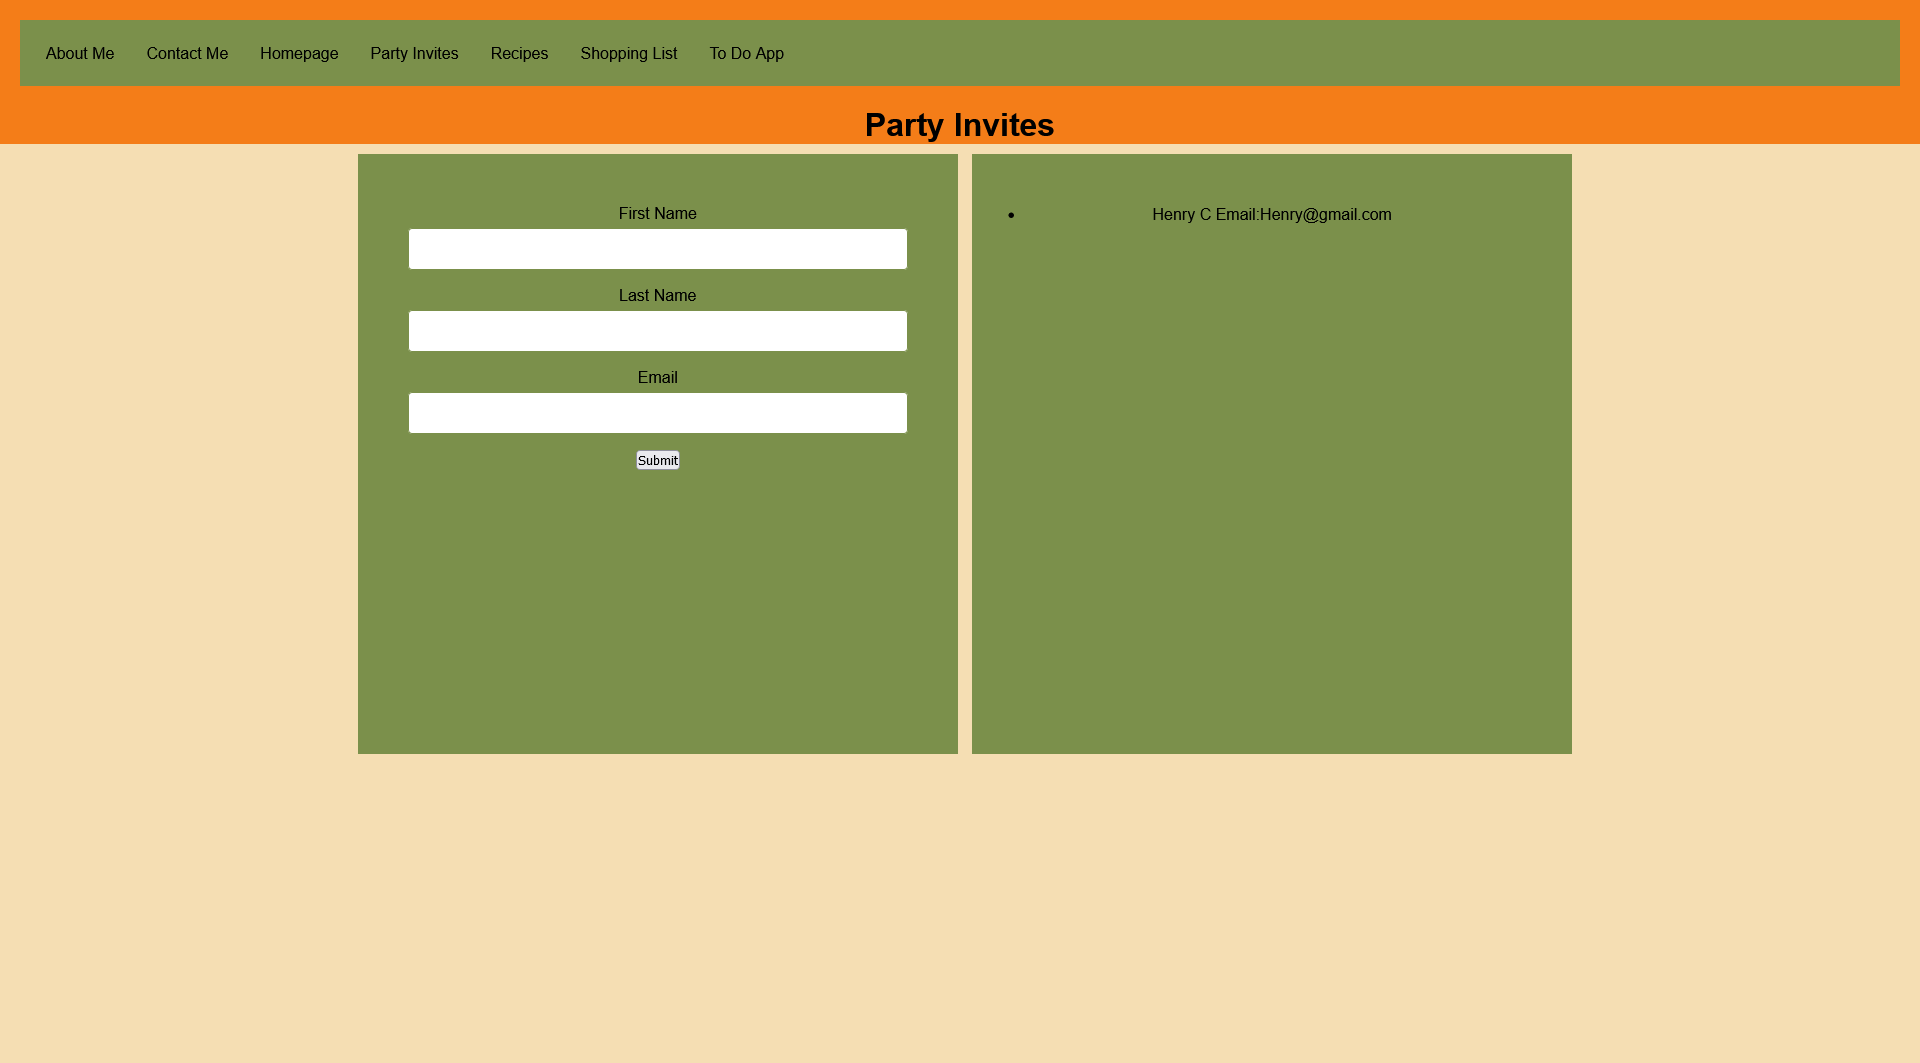 About Me Contact Me Homepage Party Invites Recipes Shopping List To Do App
Party Invites
First Name
Last Name
Email
Submit
• Henry C Email:Henry@gmail.com